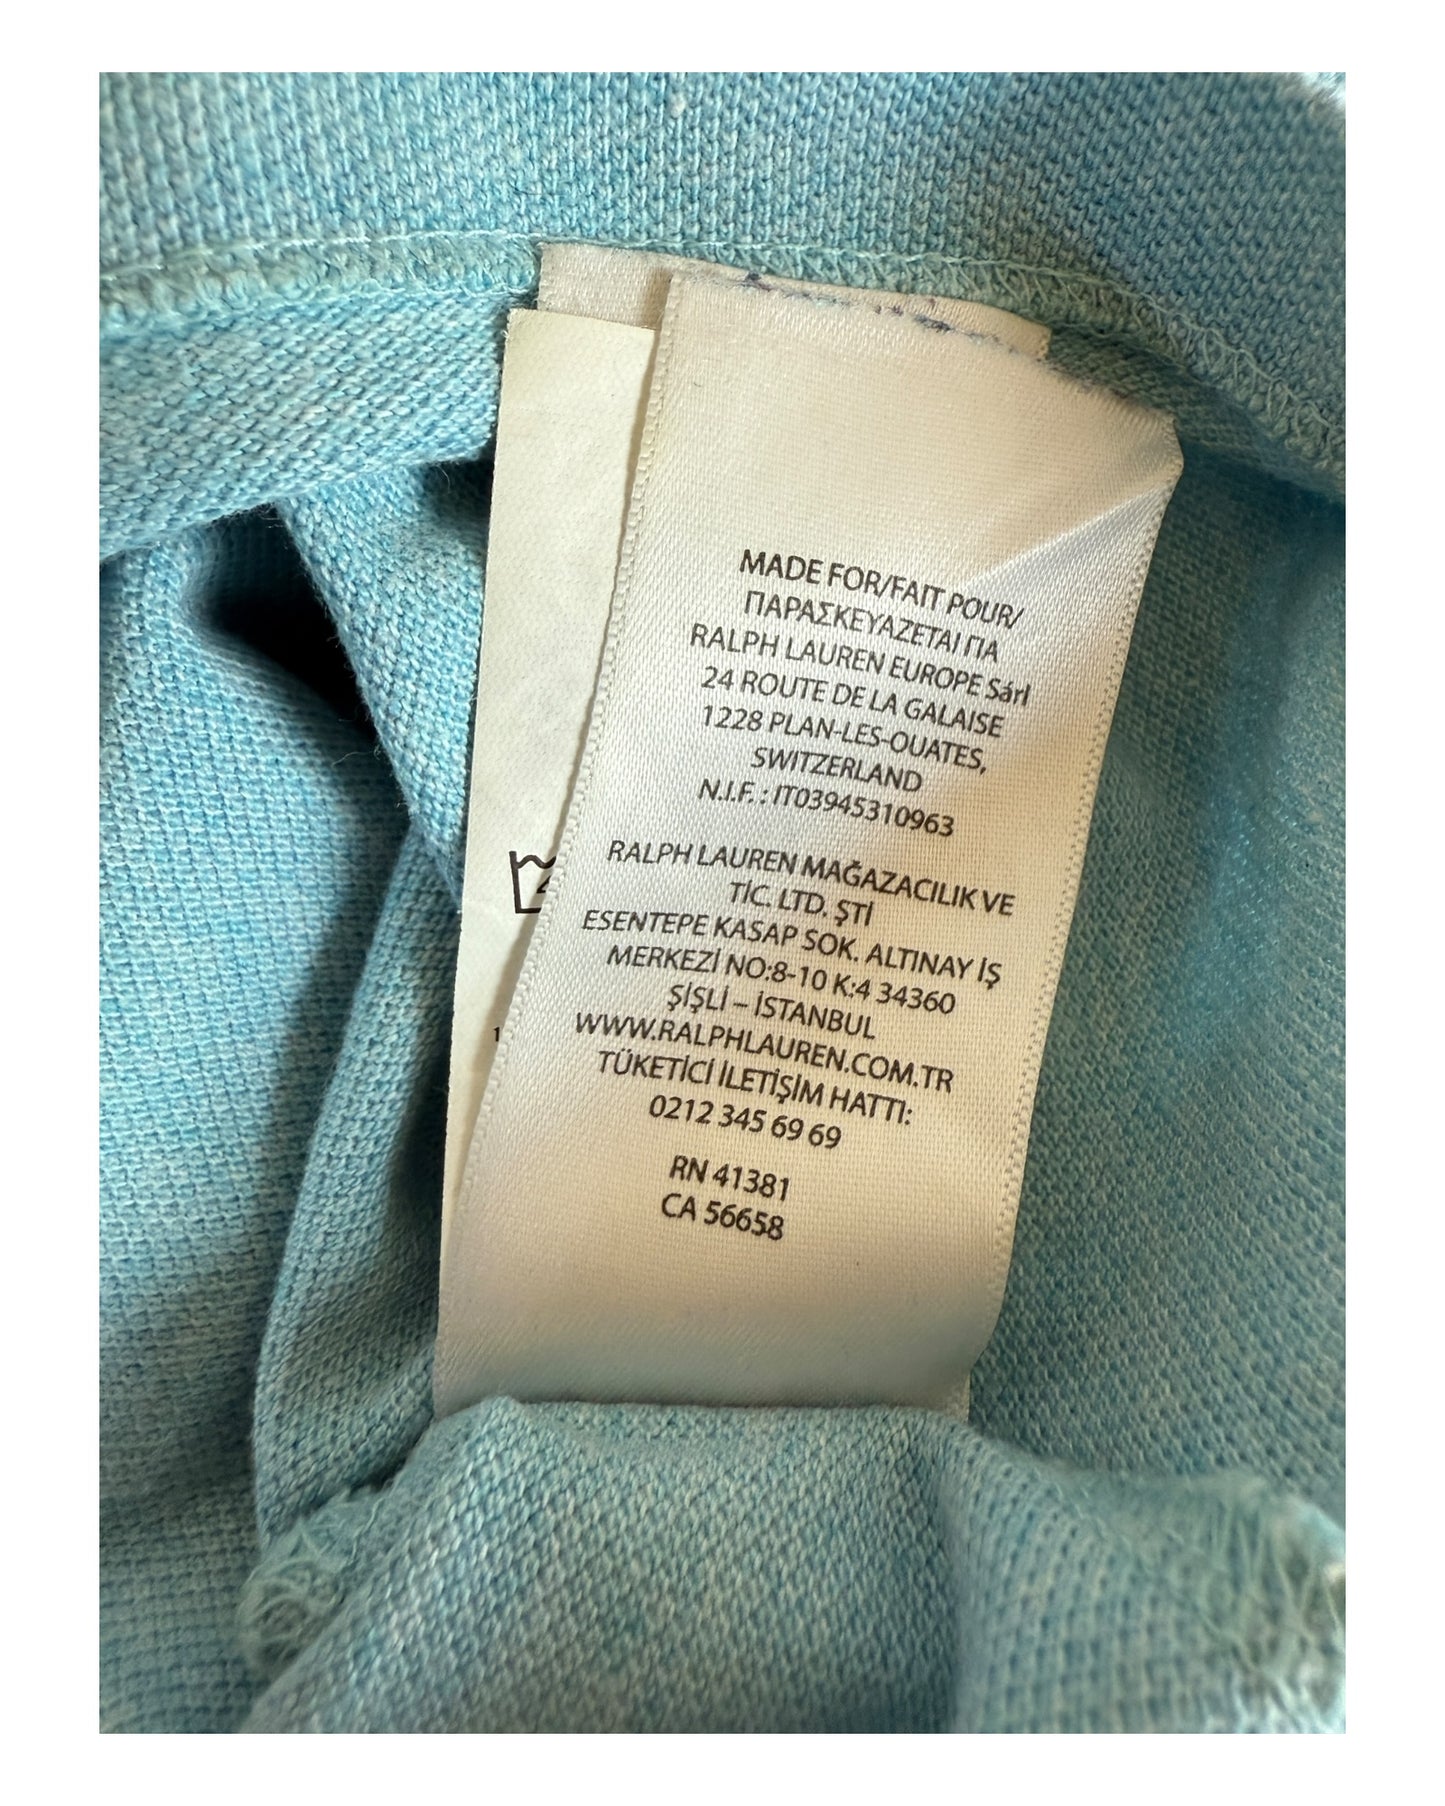 MADE FOR/FAIT POUR/
ΠΑΡΑΣΚΕΥΑΖΕΤΑΙ ΓΙΑ
RALPH LAUREN EUROPE Sárl
24 ROUTE DE LA GALAISE
1228 PLAN-LES-OUATES,
SWITZERLAND
N.I.F. : IT03945310963
RALPH LAUREN MAĞAZACILIK VE
TİC. LTD. ŞTİ
ESENTEPE KASAP SOK. ALTINAY İŞ
MERKEZİ NO:8-10 K:4 34360
ŞİŞLİ – İSTANBUL
WWW.RALPHLAUREN.COM.TR
TÜKETİCİ İLETİŞİM HATTI:
0212 345 69 69
RN 41381
CA 56658